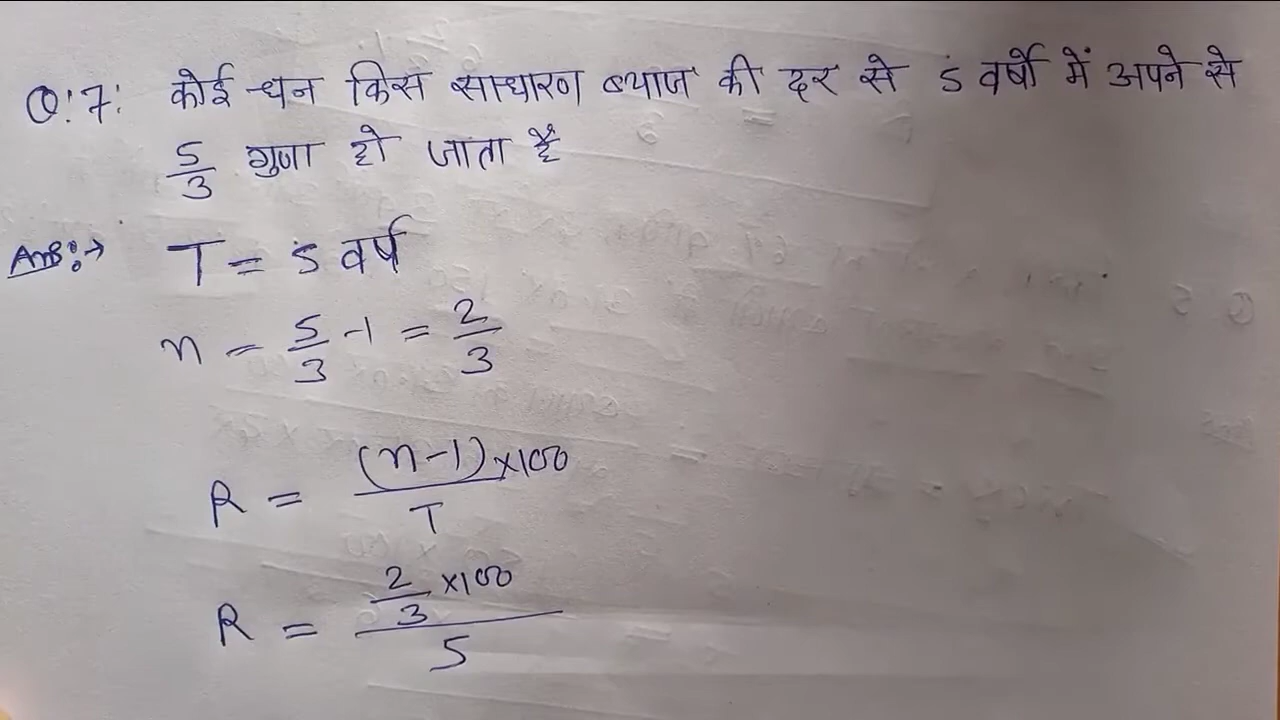 Q.7: कोई धन किस साधारण ब्याज की दर से 5 वर्षो में अपने से
5/3 गुणा हो जाता है
Ans:→ T = 5 वर्ष
n = 5/3 - 1 = 2/3
R = (n-1)×100 / T
R = 2/3 ×100 / 5